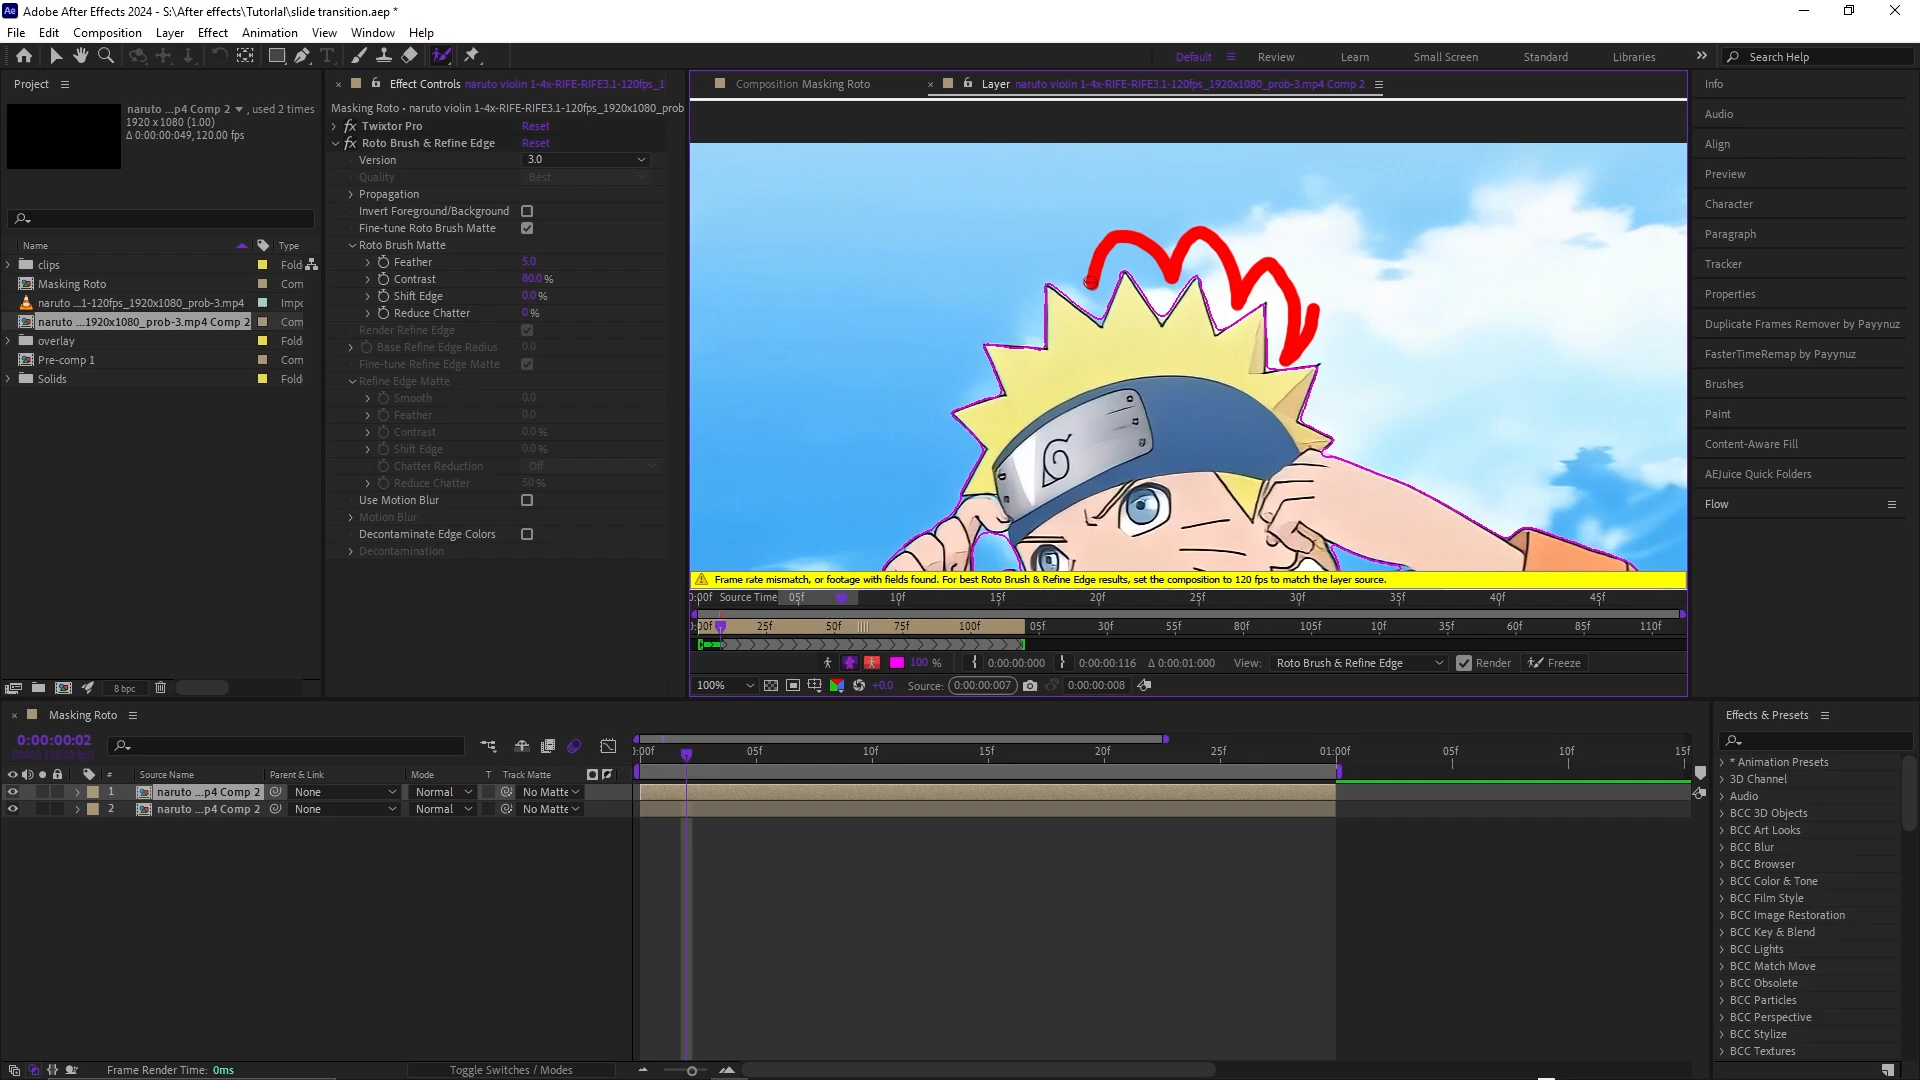 Adobe After Effects 2024 - S:\After effects\Tutorlal\slide transition.aep *
File Edit Composition Layer Effect Animation View Window Help
Default Review Learn Small Screen Standard Libraries Search Help
Project
naruto ...p4 Comp 2 , used 2 times
1920 x 1080 (1.00)
Δ 0:00:00:049, 120.00 fps
Name Type
clips Fold
Masking Roto Com
naruto ...1-120fps_1920x1080_prob-3.mp4 Impo
naruto ...1920x1080_prob-3.mp4 Comp 2 Com
overlay Fold
Pre-comp 1 Com
Solids Fold
8 bpc
Effect Controls naruto violin 1-4x-RIFE-RIFE3.1-120fps_1
Masking Roto • naruto violin 1-4x-RIFE-RIFE3.1-120fps_1920x1080_prob
fx Twixtor Pro Reset
fx Roto Brush & Refine Edge Reset
Version 3.0
Quality Best
Propagation
Invert Foreground/Background
Fine-tune Roto Brush Matte
Roto Brush Matte
Feather 5.0
Contrast 80.0 %
Shift Edge 0.0 %
Reduce Chatter 0 %
Render Refine Edge
Base Refine Edge Radius 0.0
Fine-tune Refine Edge Matte
Refine Edge Matte
Smooth 0.0
Feather 0.0
Contrast 0.0 %
Shift Edge 0.0 %
Chatter Reduction Off
Reduce Chatter 50 %
Use Motion Blur
Motion Blur
Decontaminate Edge Colors
Decontamination
Composition Masking Roto
Layer naruto violin 1-4x-RIFE-RIFE3.1-120fps_1920x1080_prob-3.mp4 Comp 2
Frame rate mismatch, or footage with fields found. For best Roto Brush & Refine Edge results, set the composition to 120 fps to match the layer source.
0:00f Source Time 05f 10f 15f 20f 25f 30f 35f 40f 45f
:00f 25f 50f 75f 100f 05f 30f 55f 80f 105f 10f 35f 60f 85f 110f
100 % 0:00:00:000 0:00:00:116 Δ 0:00:01:000 View: Roto Brush & Refine Edge Render Freeze
100% +0.0 Source: 0:00:00:007 0:00:00:008
Info
Audio
Align
Preview
Character
Paragraph
Tracker
Properties
Duplicate Frames Remover by Payynuz
FasterTimeRemap by Payynuz
Brushes
Paint
Content-Aware Fill
AEJuice Quick Folders
Flow
Masking Roto
0:00:00:02
# Source Name Parent & Link Mode T Track Matte
1 naruto ...p4 Comp 2 None Normal No Matte
2 naruto ...p4 Comp 2 None Normal No Matte
):00f 05f 10f 15f 20f 25f 01:00f 05f 10f 15f
Frame Render Time: 0ms
Toggle Switches / Modes
Effects & Presets
* Animation Presets
3D Channel
Audio
BCC 3D Objects
BCC Art Looks
BCC Blur
BCC Browser
BCC Color & Tone
BCC Film Style
BCC Image Restoration
BCC Key & Blend
BCC Lights
BCC Match Move
BCC Obsolete
BCC Particles
BCC Perspective
BCC Stylize
BCC Textures